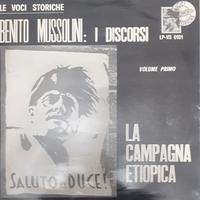 LE VOCI STORICHE
BENITO MUSSOLINI: I DISCORSI
LP-VS 0101
VOLUME PRIMO
LA
CAMPAGNA
ETIOPICA
SALUTO al DUCE!